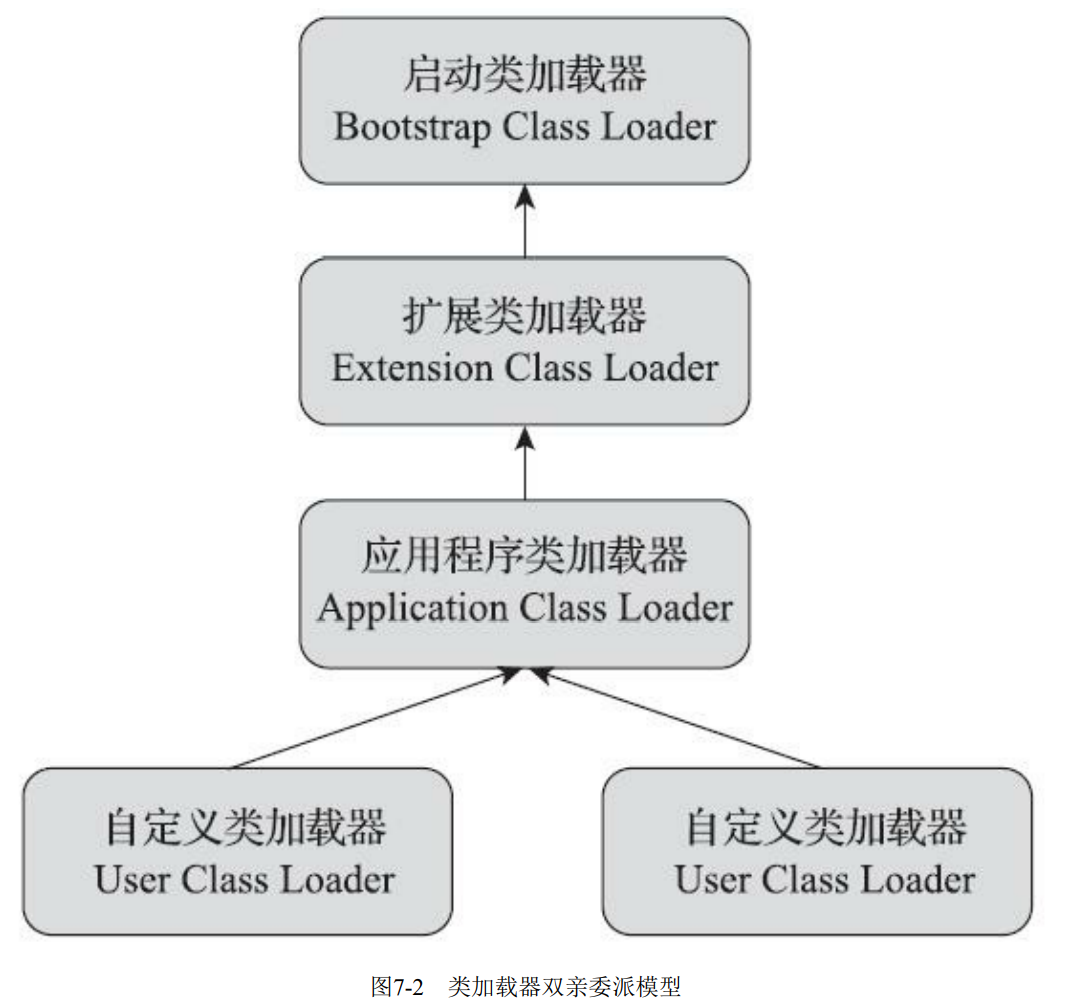 启动类加载器
Bootstrap Class Loader
扩展类加载器
Extension Class Loader
应用程序类加载器
Application Class Loader
自定义类加载器
User Class Loader
自定义类加载器
User Class Loader
图7-2 类加载器双亲委派模型